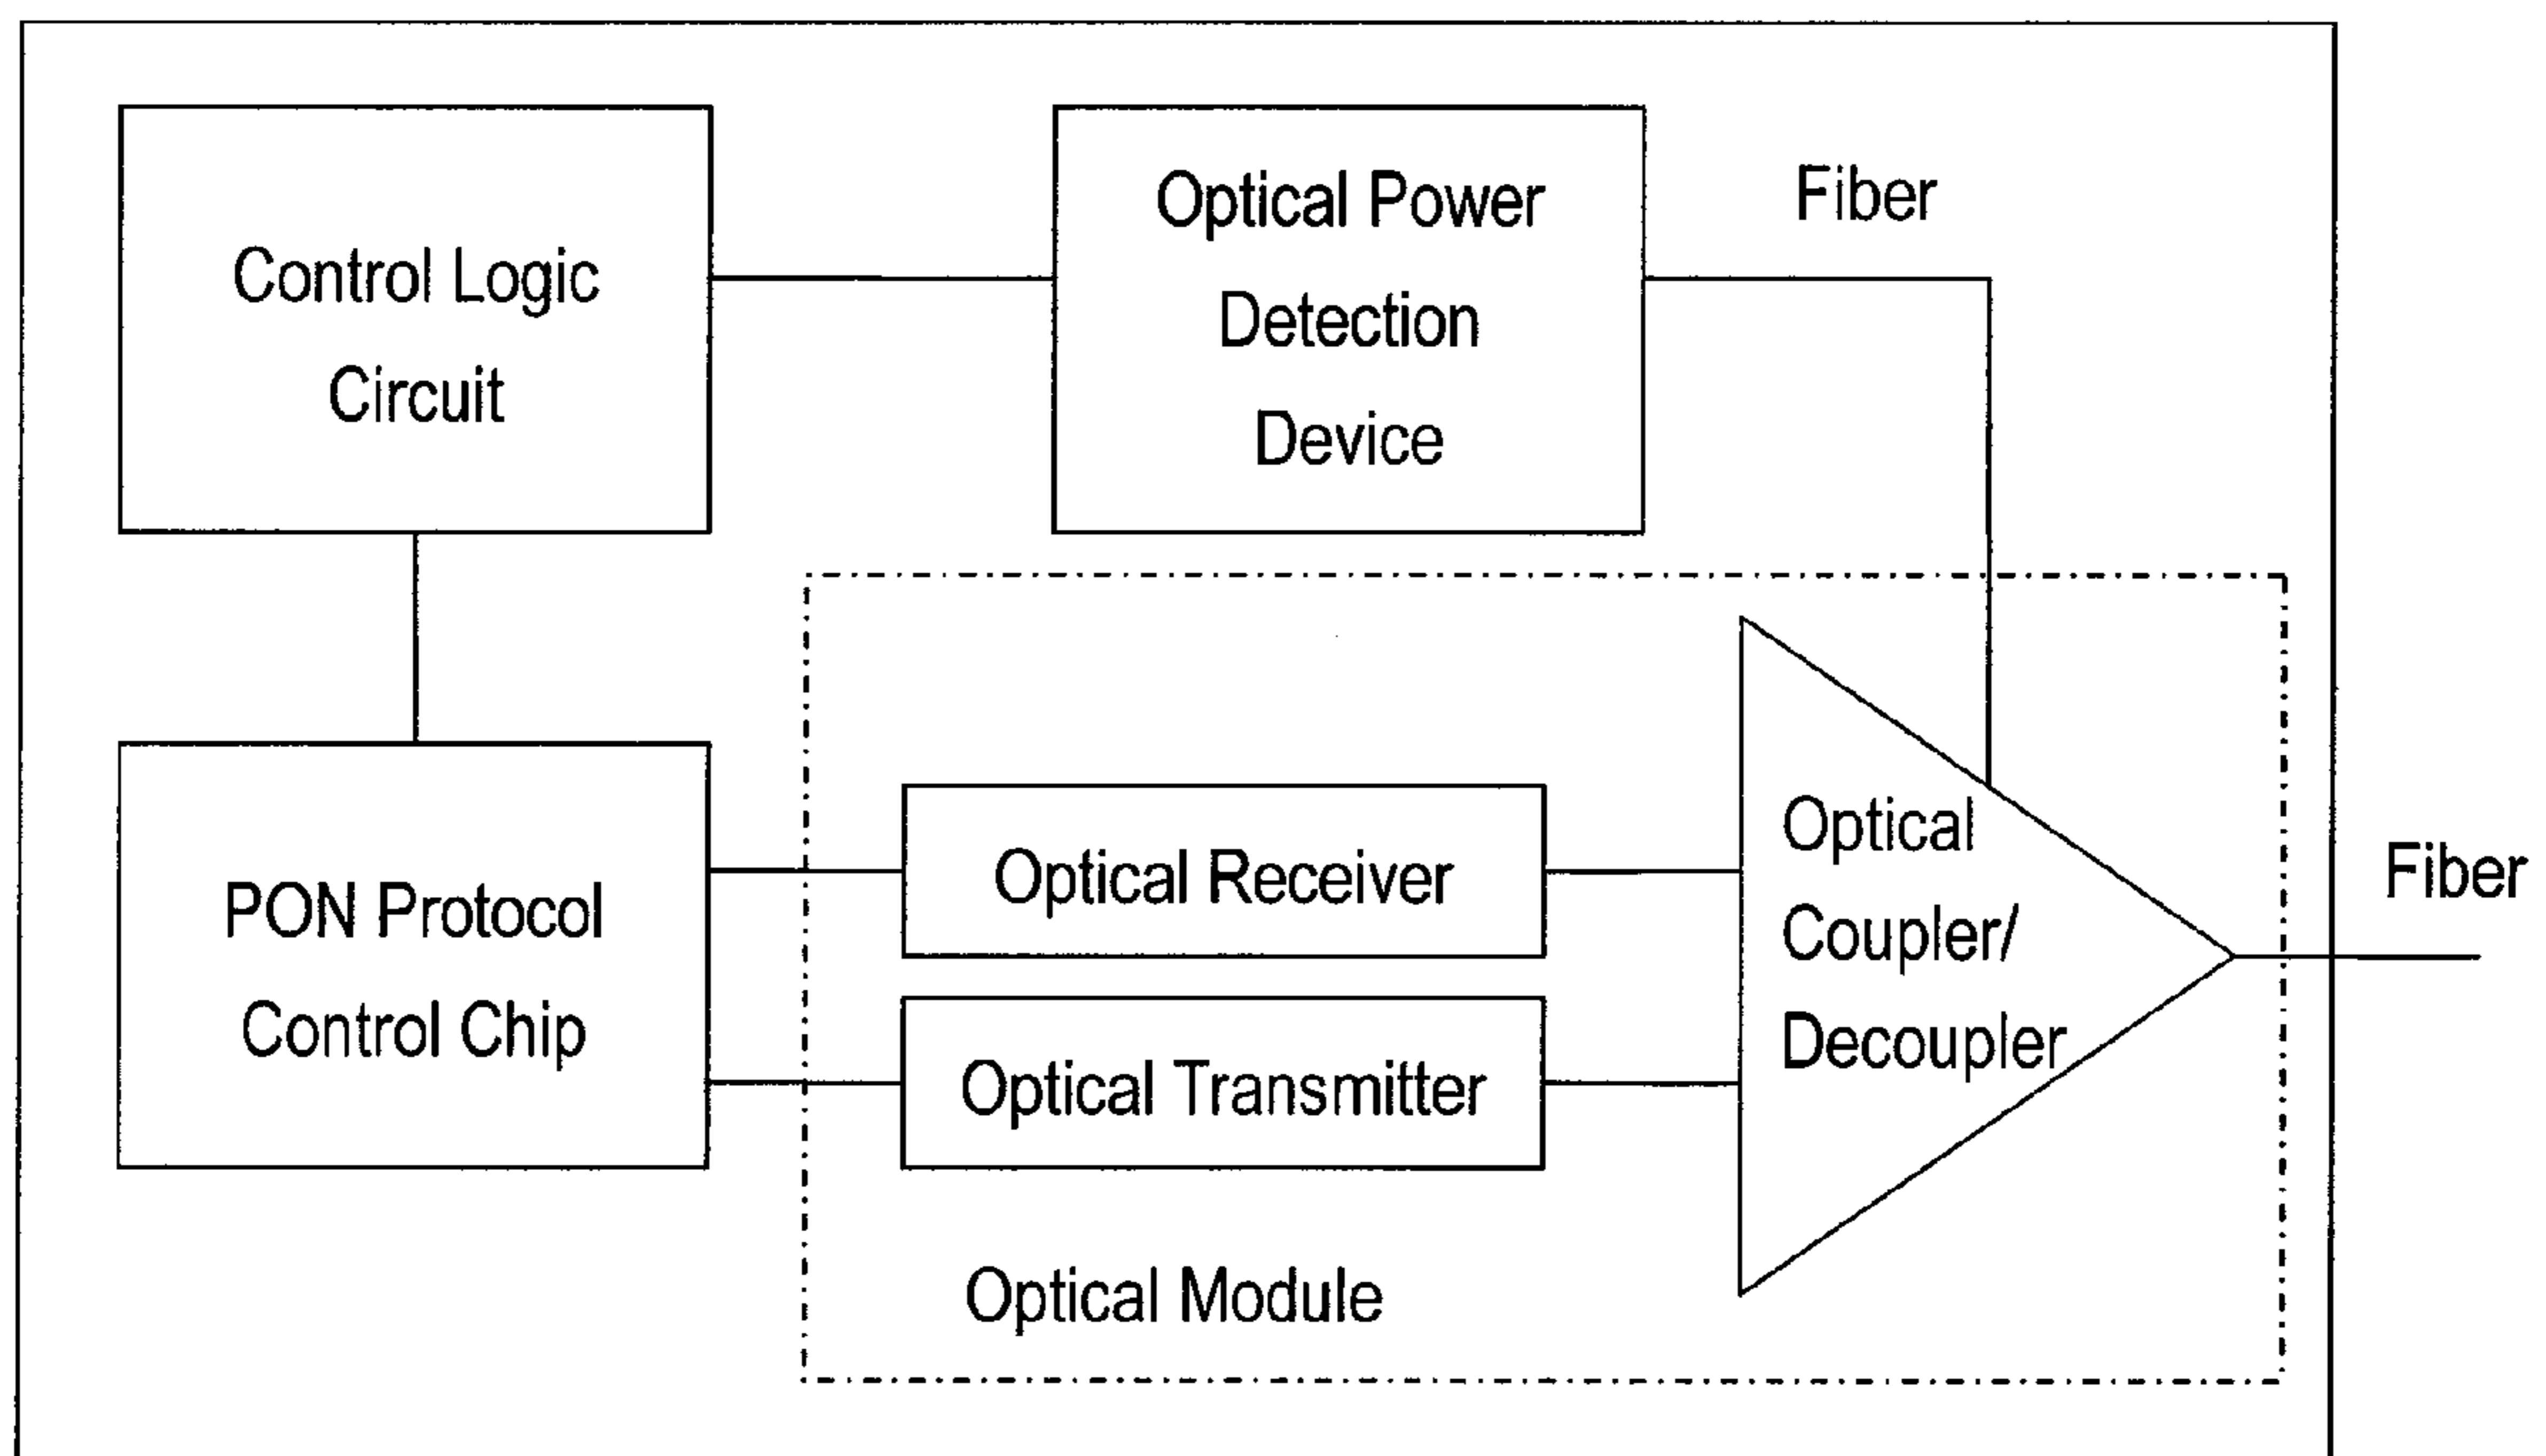 Control Logic
Circuit
Optical Power
Detection
Device
Fiber
PON Protocol
Control Chip
Optical Receiver
Optical Transmitter
Optical
Coupler/
Decoupler
Fiber
Optical Module